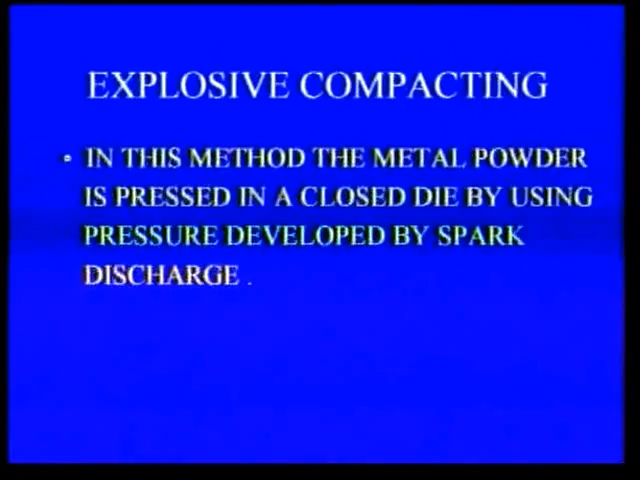 EXPLOSIVE COMPACTING
• IN THIS METHOD THE METAL POWDER
IS PRESSED IN A CLOSED DIE BY USING
PRESSURE DEVELOPED BY SPARK
DISCHARGE .